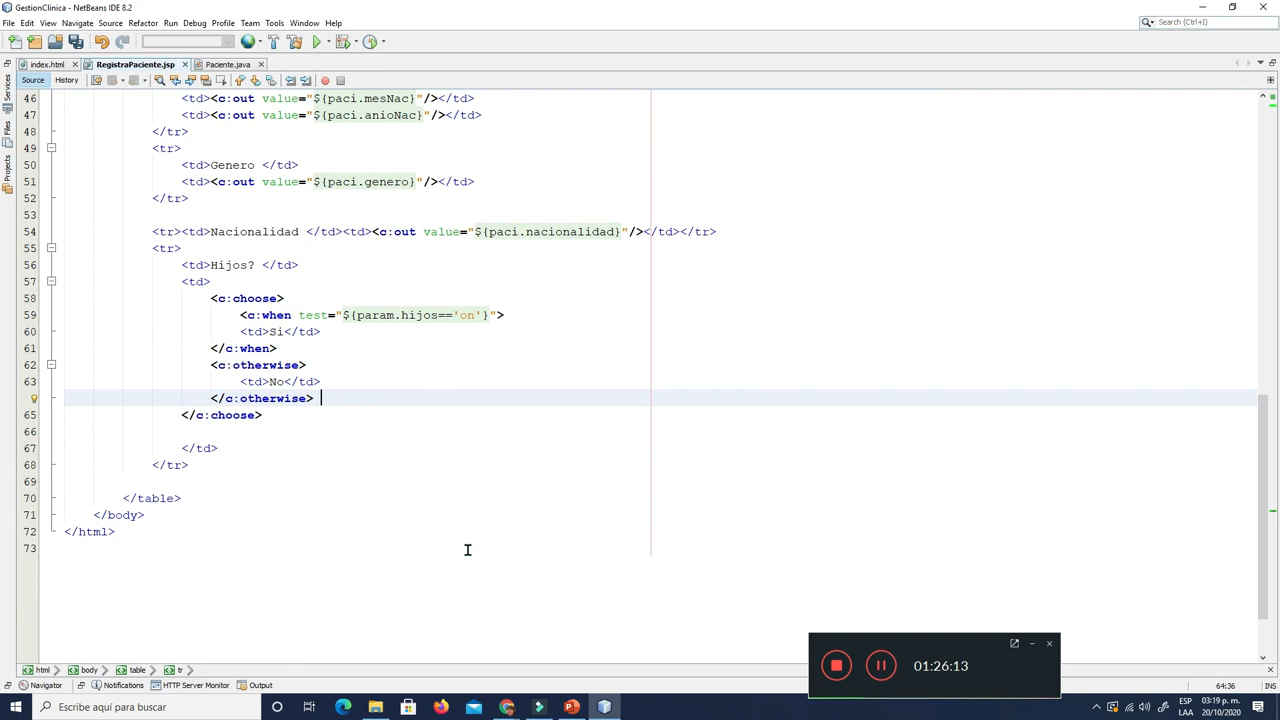 GestionClinica - NetBeans IDE 8.2
File Edit View Navigate Source Refactor Run Debug Profile Team Tools Window Help
Search (Ctrl+I)
index.html RegistraPaciente.jsp Paciente.java
Source History
Services
Files
Projects
46 <td><c:out value="${paci.mesNac}"/></td>
47 <td><c:out value="${paci.anioNac}"/></td>
48 </tr>
49 <tr>
50 <td>Genero </td>
51 <td><c:out value="${paci.genero}"/></td>
52 </tr>
53
54 <tr><td>Nacionalidad </td><td><c:out value="${paci.nacionalidad}"/></td></tr>
55 <tr>
56 <td>Hijos? </td>
57 <td>
58 <c:choose>
59 <c:when test="${param.hijos=='on'}">
60 <td>Si</td>
61 </c:when>
62 <c:otherwise>
63 <td>No</td>
</c:otherwise>
65 </c:choose>
66
67 </td>
68 </tr>
69
70 </table>
71 </body>
72 </html>
73
01:26:13
html body table tr
Navigator Notifications HTTP Server Monitor Output
64:36 INS
Escribe aquí para buscar
ESP 03:19 p. m.
LAA 20/10/2020